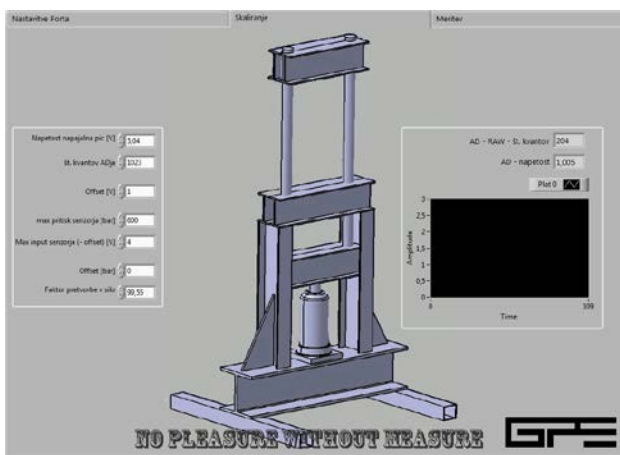 Nastavitve Porta
Skaliranje
Meritev
Napetost napajalna pic [V] 5,04
št. kvantov ADja 1023
Offset [V] 1
max pritisk senzorja [bar] 600
Max input senzorja (- offset) [V] 4
Offset [bar] 0
Faktor pretvorbe v silo 99,55
AD - RAW - št. kvantov 204
AD - napetost 1,005
Plot 0
Amplitude
3-
2,5-
2-
1,5-
1-
0,5-
0-
0
109
Time
NO PLEASURE WITHOUT MEASURE
GPE